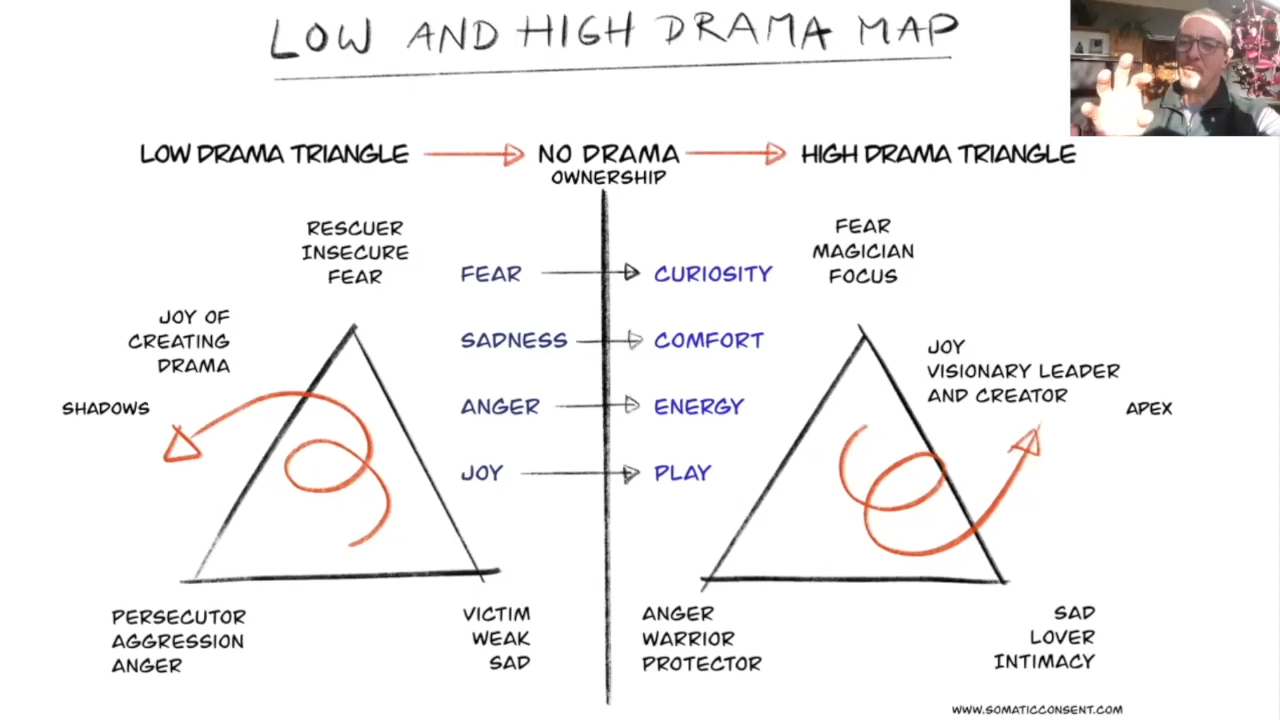 LOW AND HIGH DRAMA MAP
LOW DRAMA TRIANGLE
NO DRAMA
OWNERSHIP
HIGH DRAMA TRIANGLE
RESCUER
INSECURE
FEAR
JOY OF
CREATING
DRAMA
SHADOWS
PERSECUTOR
AGGRESSION
ANGER
VICTIM
WEAK
SAD
FEAR
CURIOSITY
SADNESS
COMFORT
ANGER
ENERGY
JOY
PLAY
FEAR
MAGICIAN
FOCUS
JOY
VISIONARY LEADER
AND CREATOR
APEX
ANGER
WARRIOR
PROTECTOR
SAD
LOVER
INTIMACY
WWW.SOMATICCONSENT.COM